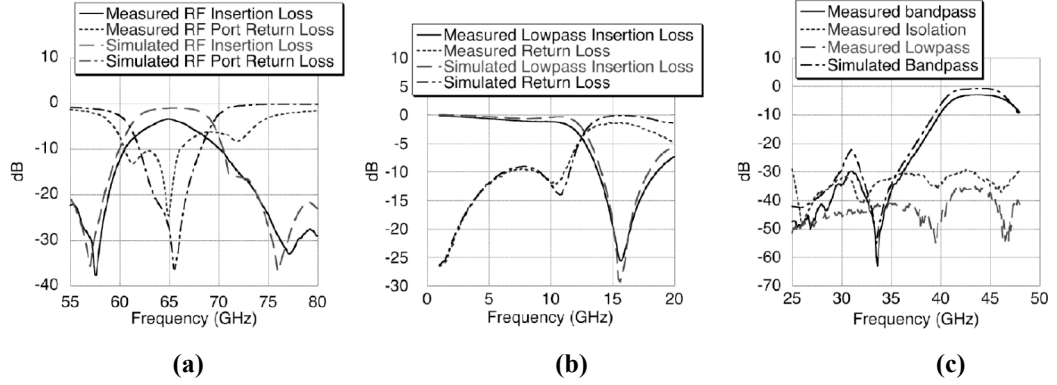 Measured RF Insertion Loss
Measured RF Port Return Loss
Simulated RF Insertion Loss
Simulated RF Port Return Loss
10
0
-10
-20
-30
-40
dB
55 60 65 70 75 80
Frequency (GHz)
(a)
Measured Lowpass Insertion Loss
Measured Return Loss
Simulated Lowpass Insertion Loss
Simulated Return Loss
10
5
0
-5
-10
-15
-20
-25
-30
dB
0 5 10 15 20
Frequency (GHz)
(b)
Measured bandpass
Measured Isolation
Measured Lowpass
Simulated Bandpass
10
0
-10
-20
-30
-40
-50
-60
-70
dB
25 30 35 40 45 50
Frequency (GHz)
(c)